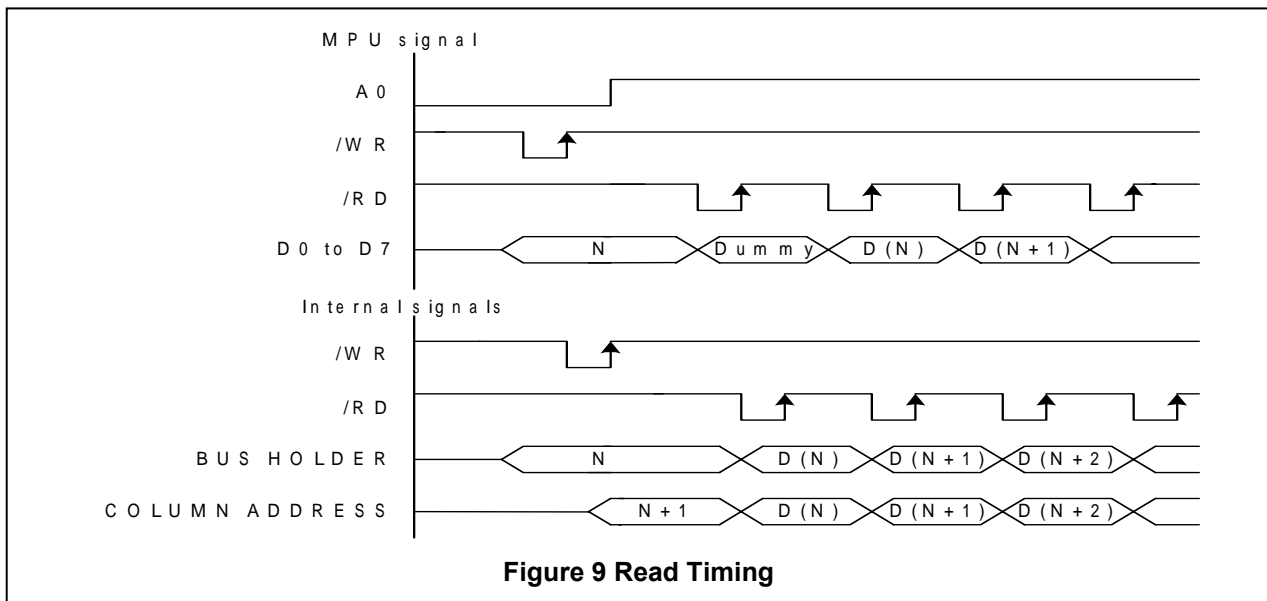 MPU signal
A0
/WR
/RD
D0 to D7 N Dummy D(N) D(N+1)
Internal signals
/WR
/RD
BUS HOLDER N D(N) D(N+1) D(N+2)
COLUMN ADDRESS N+1 D(N) D(N+1) D(N+2)
Figure 9 Read Timing